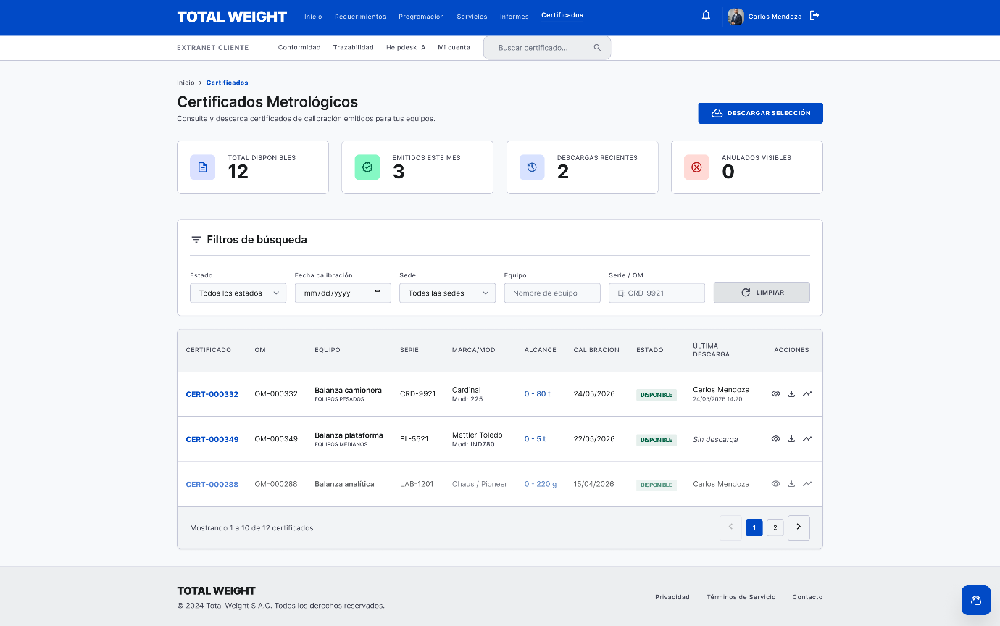 TOTAL WEIGHT
Inicio
Requerimientos
Programación
Servicios
Informes
Certificados
Carlos Mendoza
EXTRANET CLIENTE
Conformidad
Trazabilidad
Helpdesk IA
Mi cuenta
Buscar certificado...
Inicio > Certificados
Certificados Metrológicos
Consulta y descarga certificados de calibración emitidos para tus equipos.
DESCARGAR SELECCIÓN
TOTAL DISPONIBLES
12
EMITIDOS ESTE MES
3
DESCARGAS RECIENTES
2
ANULADOS VISIBLES
0
Filtros de búsqueda
Estado
Todos los estados
Fecha calibración
mm/dd/yyyy
Sede
Todas las sedes
Equipo
Nombre de equipo
Serie / OM
Ej: CRD-9921
LIMPIAR
CERTIFICADO
OM
EQUIPO
SERIE
MARCA/MOD
ALCANCE
CALIBRACIÓN
ESTADO
ÚLTIMA
DESCARGA
ACCIONES
CERT-000332
OM-000332
Balanza camionera
EQUIPOS PESADOS
CRD-9921
Cardinal
Mod: 225
0 - 80 t
24/05/2026
DISPONIBLE
Carlos Mendoza
24/05/2026 14:20
CERT-000349
OM-000349
Balanza plataforma
EQUIPOS MEDIANOS
BL-5521
Mettler Toledo
Mod: IND780
0 - 5 t
22/05/2026
DISPONIBLE
Sin descarga
CERT-000288
OM-000288
Balanza analítica
LAB-1201
Ohaus / Pioneer
0 - 220 g
15/04/2026
DISPONIBLE
Carlos Mendoza
Mostrando 1 a 10 de 12 certificados
1
2
TOTAL WEIGHT
© 2024 Total Weight S.A.C. Todos los derechos reservados.
Privacidad
Términos de Servicio
Contacto